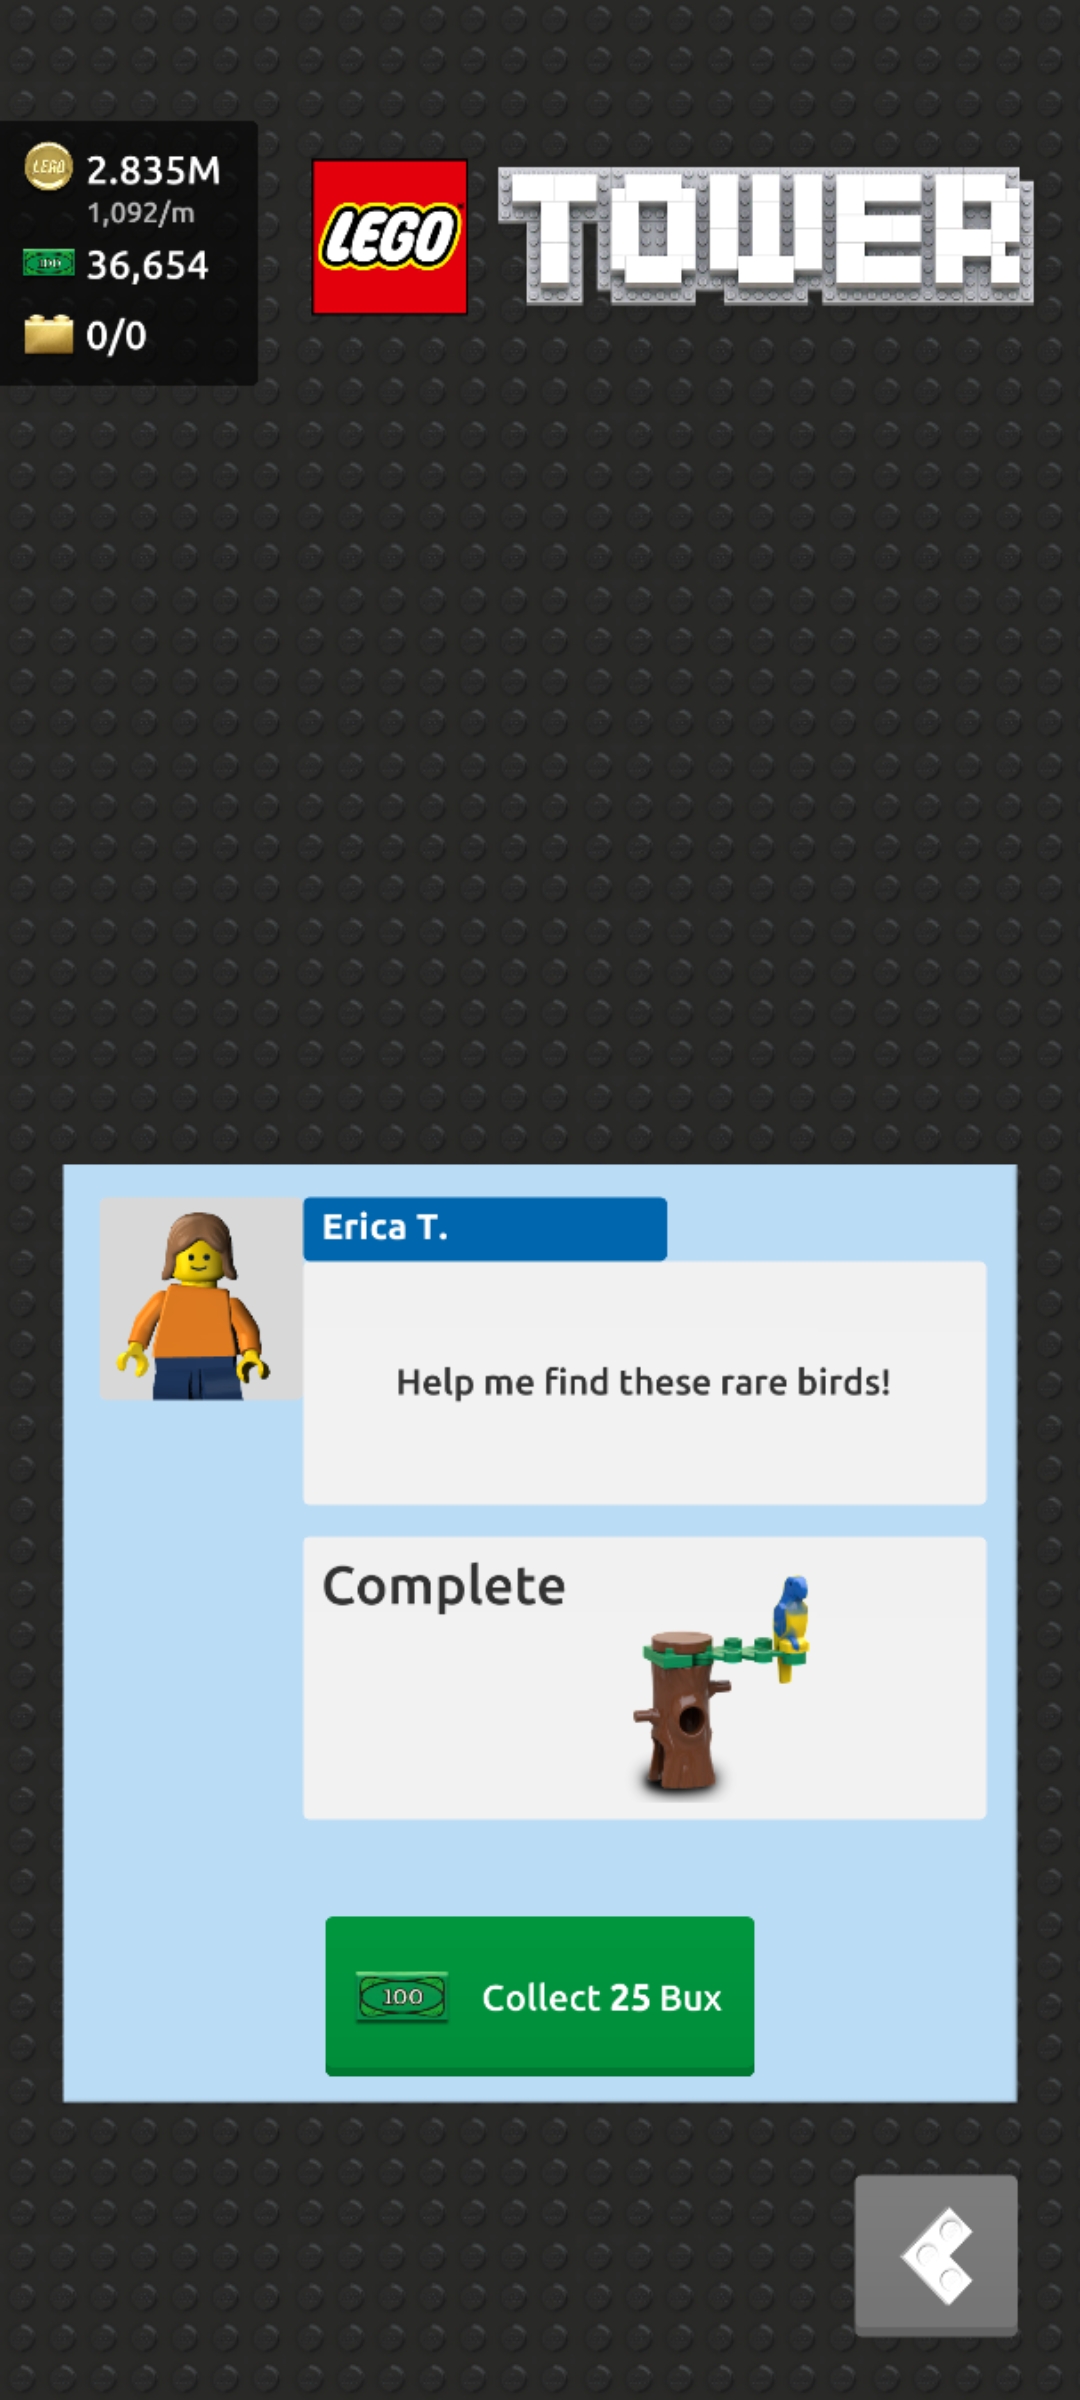 LEGO
2.835M
1,092/m
100
36,654
0/0
LEGO
TOWER
Erica T.
Help me find these rare birds!
Complete
100
Collect 25 Bux